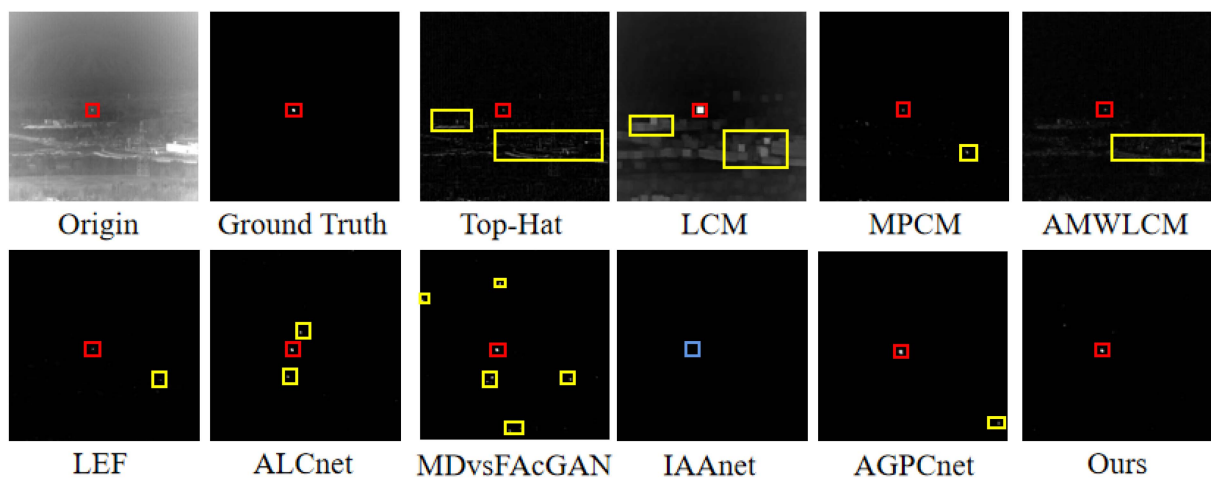 Origin Ground Truth Top-Hat LCM MPCM AMWLCM
LEF ALCnet MDvsFAcGAN IAAnet AGPCnet Ours